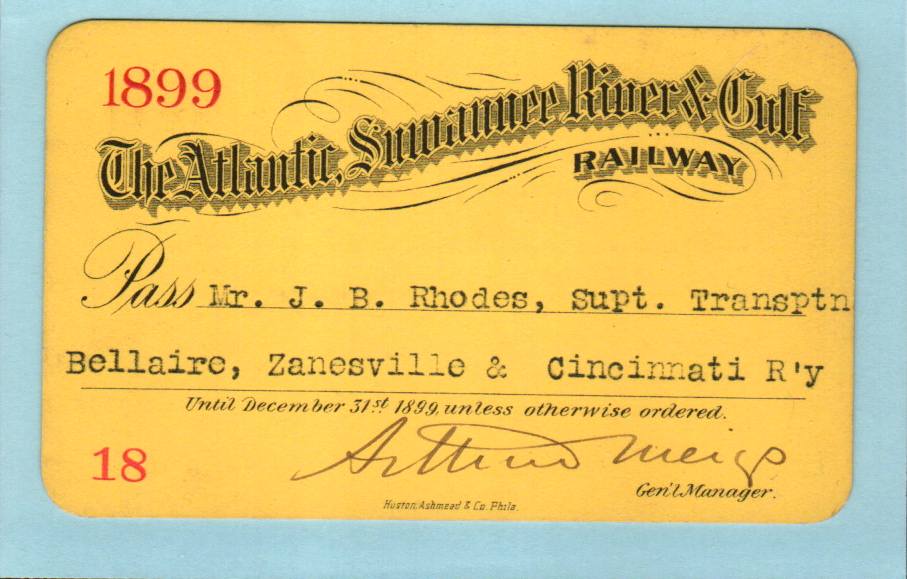 1899
The Atlantic, Suwannee River & Gulf
RAILWAY
Pass Mr. J. B. Rhodes, Supt. Transptn
Bellaire, Zanesville & Cincinnati R'y
Until December 31st 1899, unless otherwise ordered.
18
Arthur Meigs
Gen'l Manager.
Huston, Ashmead & Co. Phila.